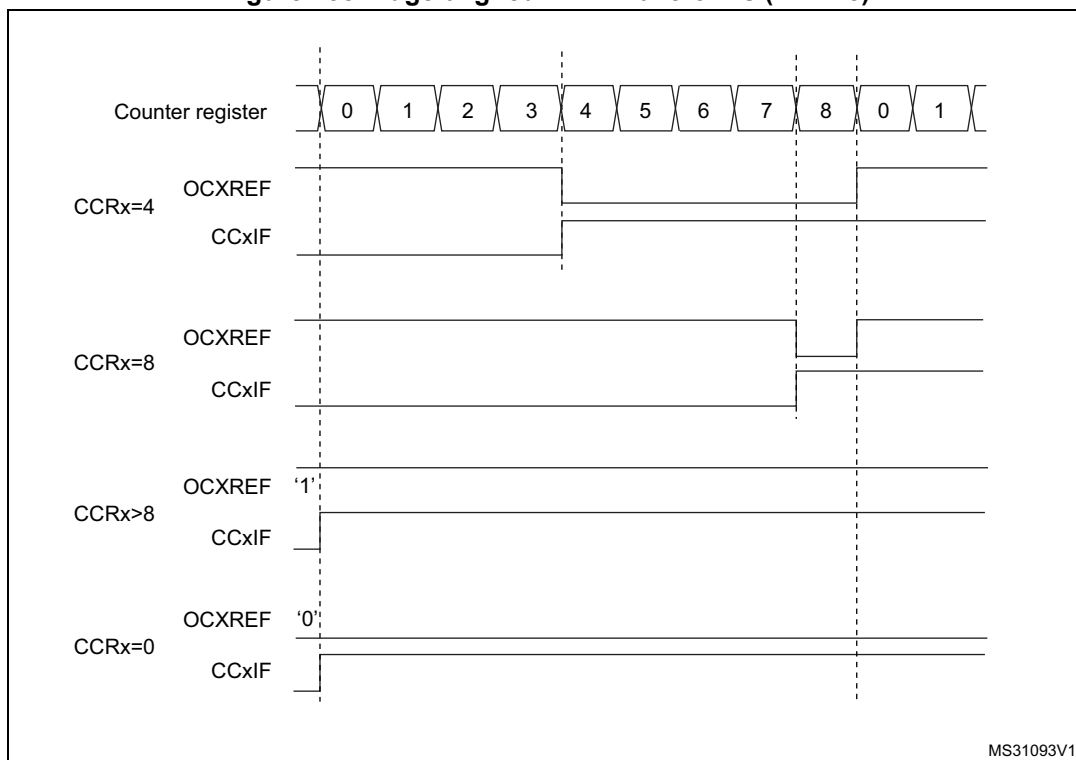 Counter register 0 1 2 3 4 5 6 7 8 0 1
OCXREF
CCRx=4
CCxIF
OCXREF
CCRx=8
CCxIF
OCXREF ‘1’
CCRx>8
CCxIF
OCXREF ‘0’
CCRx=0
CCxIF
MS31093V1